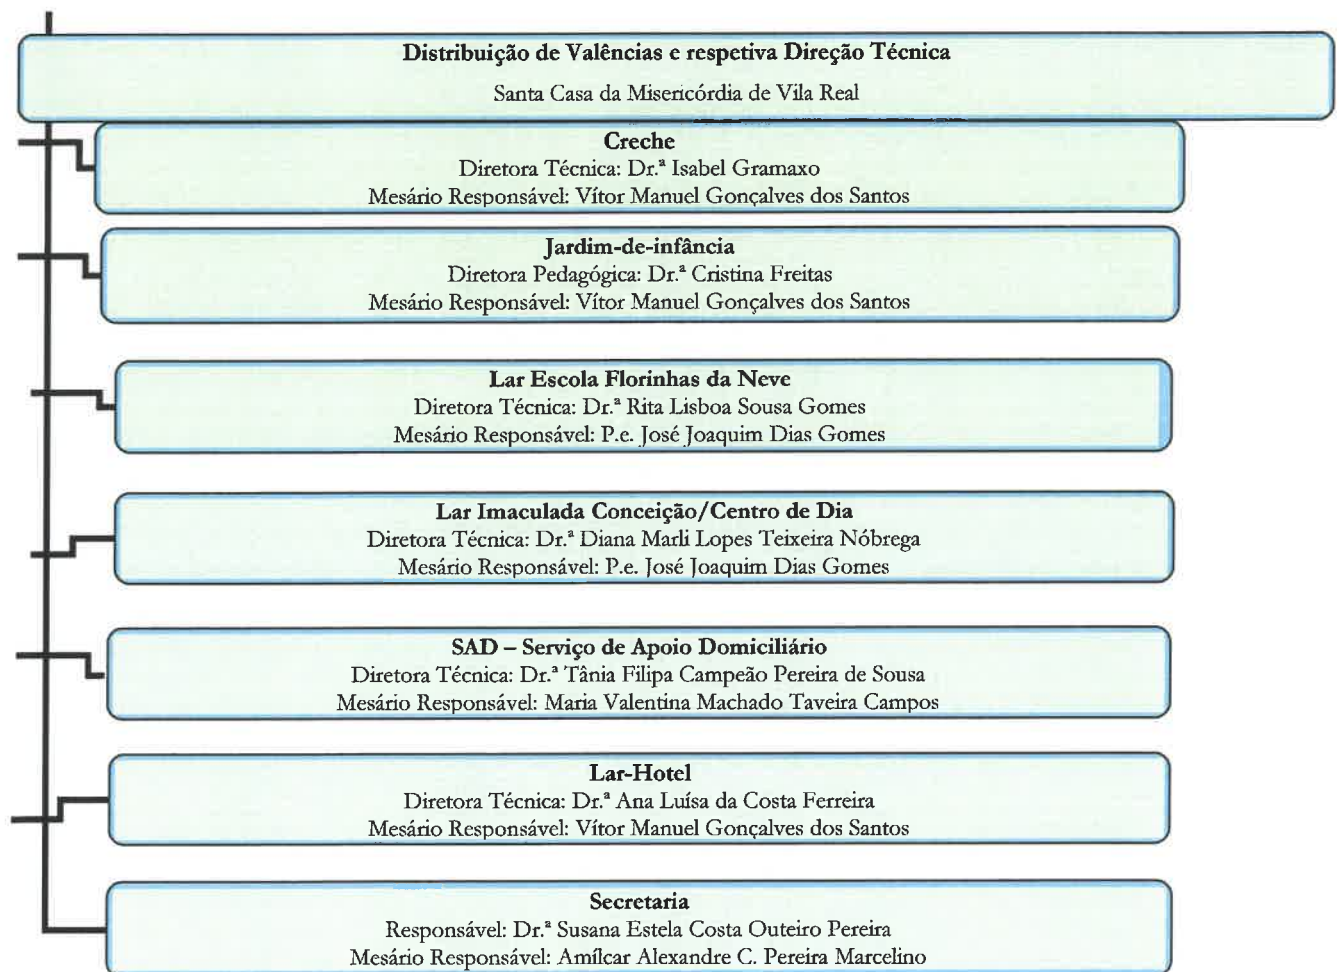 Distribuição de Valências e respetiva Direção Técnica
Santa Casa da Misericórdia de Vila Real
Creche
Diretora Técnica: Dr.ª Isabel Gramaxo
Mesário Responsável: Vítor Manuel Gonçalves dos Santos
Jardim-de-infância
Diretora Pedagógica: Dr.ª Cristina Freitas
Mesário Responsável: Vítor Manuel Gonçalves dos Santos
Lar Escola Florinhas da Neve
Diretora Técnica: Dr.ª Rita Lisboa Sousa Gomes
Mesário Responsável: P.e. José Joaquim Dias Gomes
Lar Imaculada Conceição/Centro de Dia
Diretora Técnica: Dr.ª Diana Marli Lopes Teixeira Nóbrega
Mesário Responsável: P.e. José Joaquim Dias Gomes
SAD – Serviço de Apoio Domiciliário
Diretora Técnica: Dr.ª Tânia Filipa Campeão Pereira de Sousa
Mesário Responsável: Maria Valentina Machado Taveira Campos
Lar-Hotel
Diretora Técnica: Dr.ª Ana Luísa da Costa Ferreira
Mesário Responsável: Vítor Manuel Gonçalves dos Santos
Secretaria
Responsável: Dr.ª Susana Estela Costa Outeiro Pereira
Mesário Responsável: Amílcar Alexandre C. Pereira Marcelino